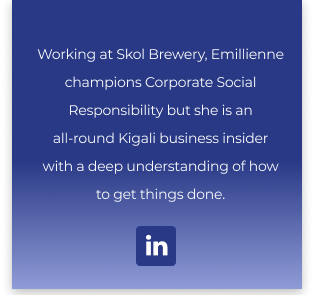 Working at Skol Brewery, Emillienne
champions Corporate Social
Responsibility but she is an
all-round Kigali business insider
with a deep understanding of how
to get things done.
in